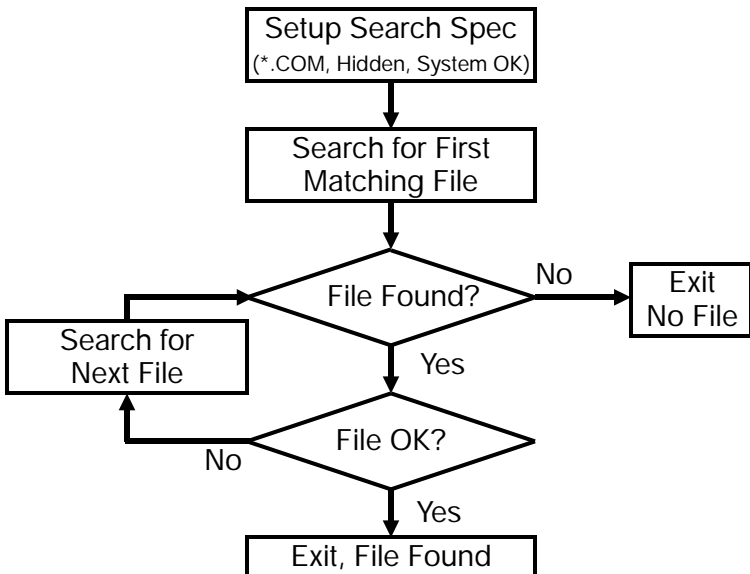 Setup Search Spec
(*.COM, Hidden, System OK)
Search for First
Matching File
File Found?
No
Exit
No File
Search for
Next File
Yes
File OK?
No
Yes
Exit, File Found